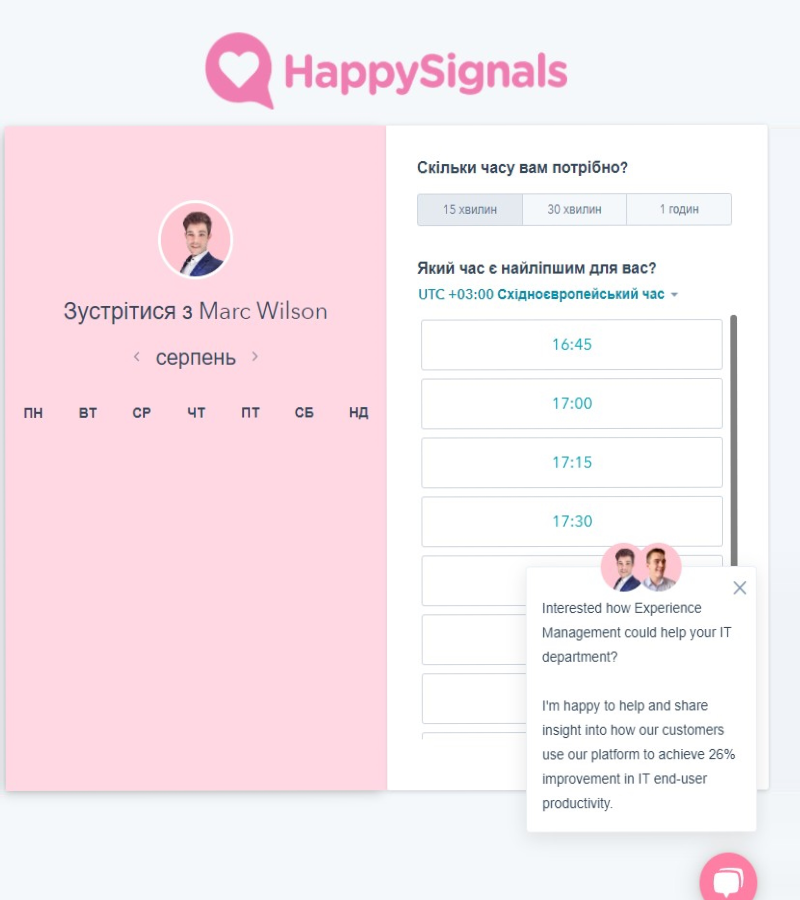 HappySignals
Зустрітися з Marc Wilson
серпень
ПН ВТ СР ЧТ ПТ СБ НД
Скільки часу вам потрібно?
15 хвилин 30 хвилин 1 годин
Який час є найліпшим для вас?
UTC +03:00 Східноєвропейський час
16:45
17:00
17:15
17:30
Interested how Experience
Management could help your IT
department?
I'm happy to help and share
insight into how our customers
use our platform to achieve 26%
improvement in IT end-user
productivity.